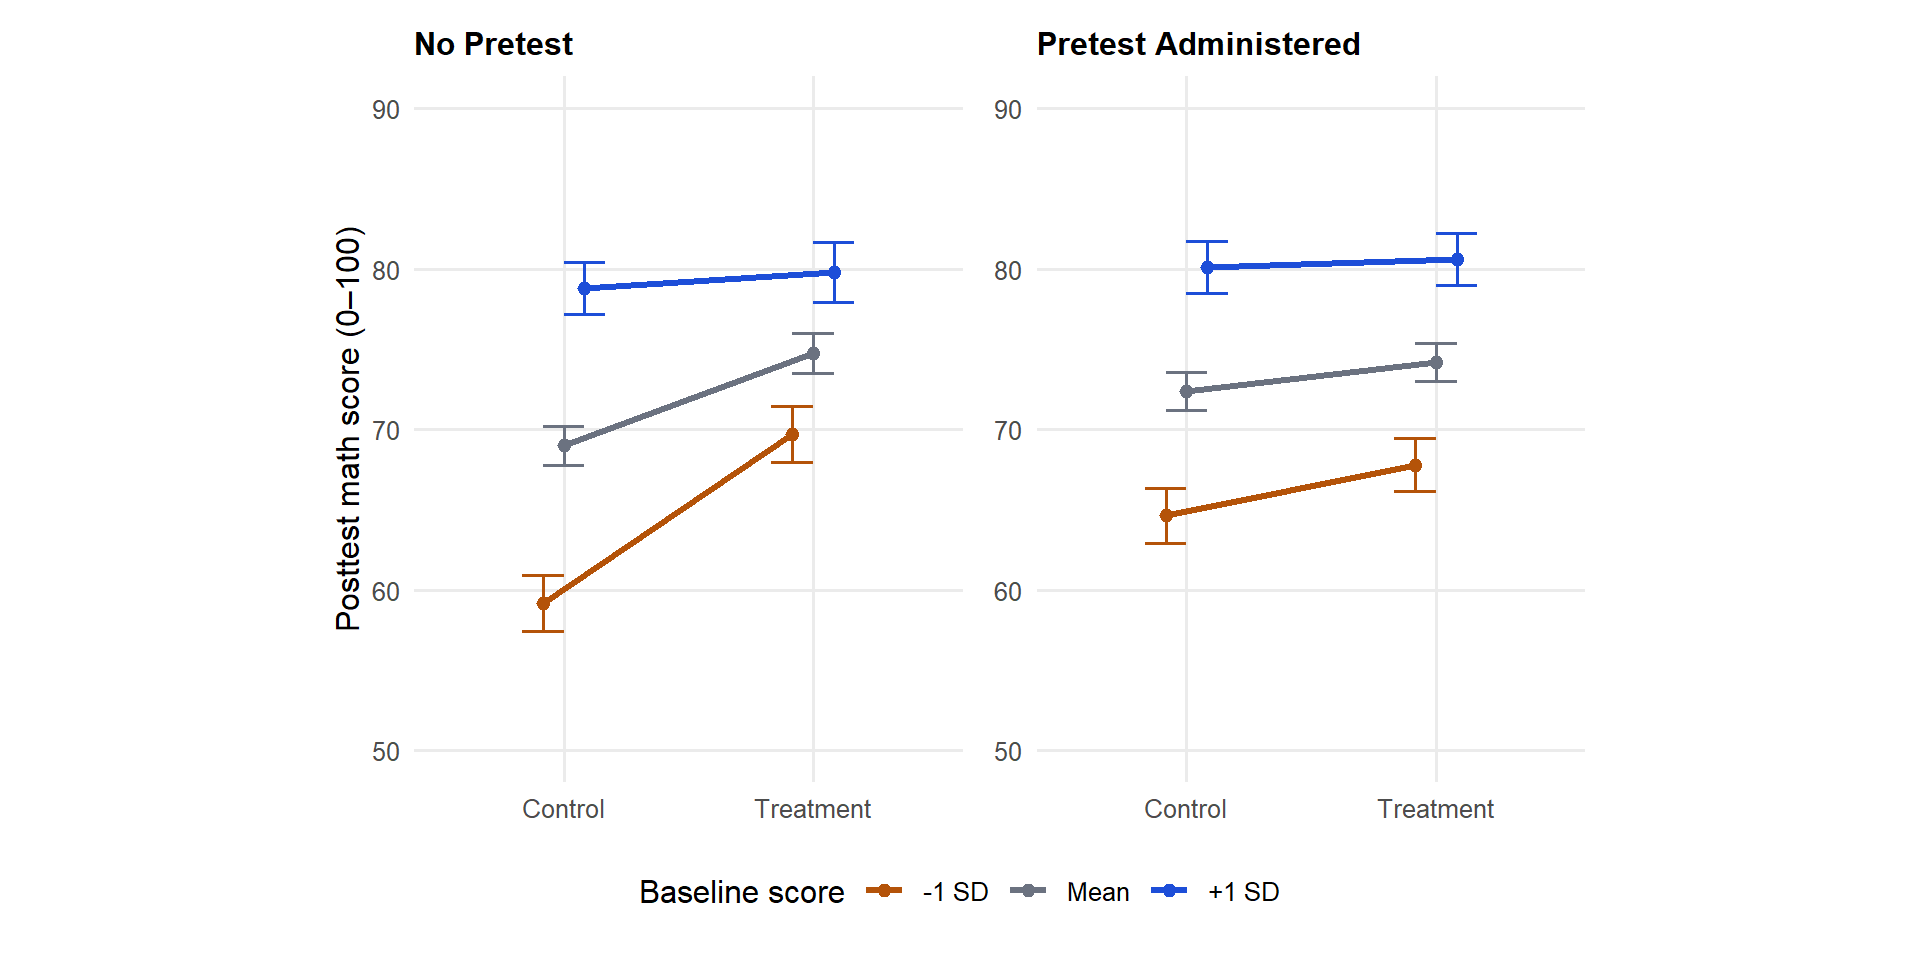 No Pretest
Pretest Administered
Posttest math score (0–100)
90
80
70
60
50
90
80
70
60
50
Control
Treatment
Control
Treatment
Baseline score
-1 SD
Mean
+1 SD